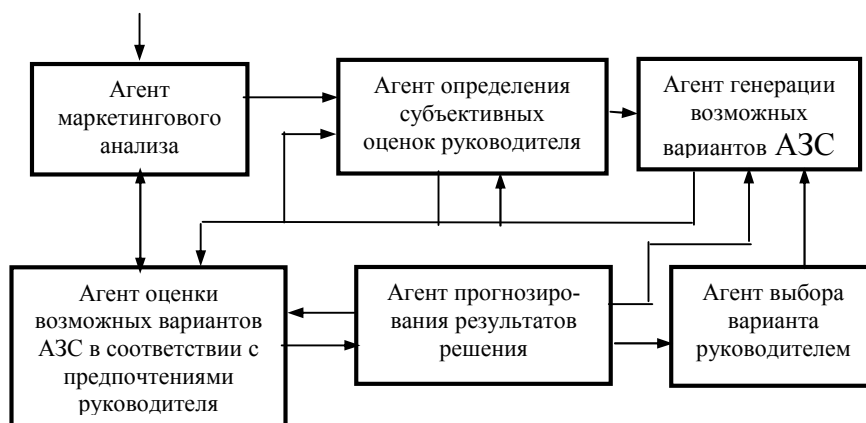 Агент
маркетингового
анализа
Агент определения
субъективных
оценок руководителя
Агент генерации
возможных
вариантов АЗС
Агент оценки
возможных вариантов
АЗС в соответствии с
предпочтениями
руководителя
Агент прогнозиро-
вания результатов
решения
Агент выбора
варианта
руководителем